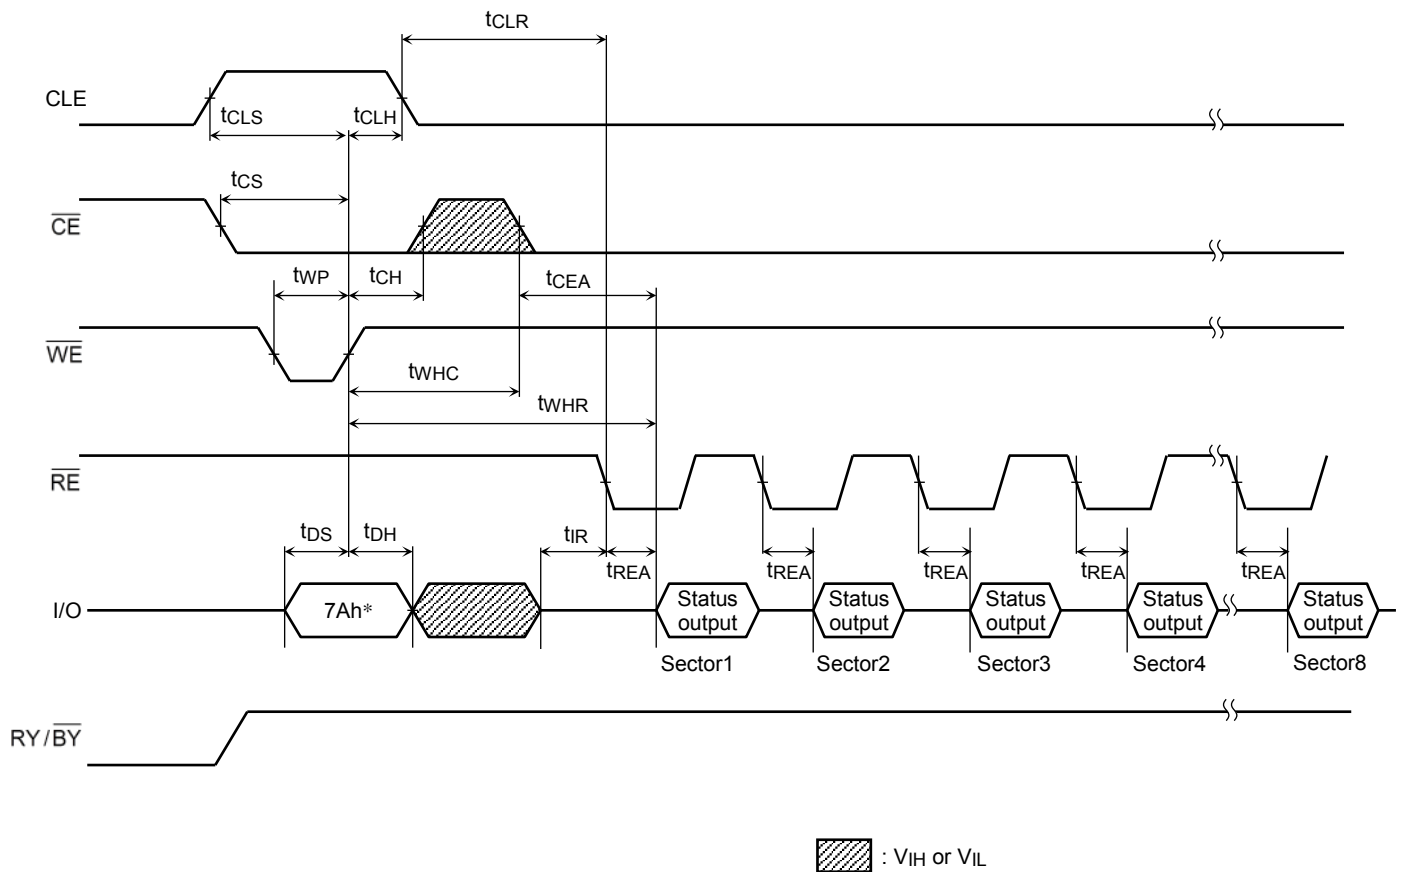 tCLR
CLE
tCLS
tCLH
tCS
CE
tWP
tCH
tCEA
WE
tWHC
tWHR
RE
tDS
tDH
tIR
tREA
tREA
tREA
tREA
tREA
I/O
7Ah*
Status output
Status output
Status output
Status output
Status output
Sector1
Sector2
Sector3
Sector4
Sector8
RY/BY
: VIH or VIL